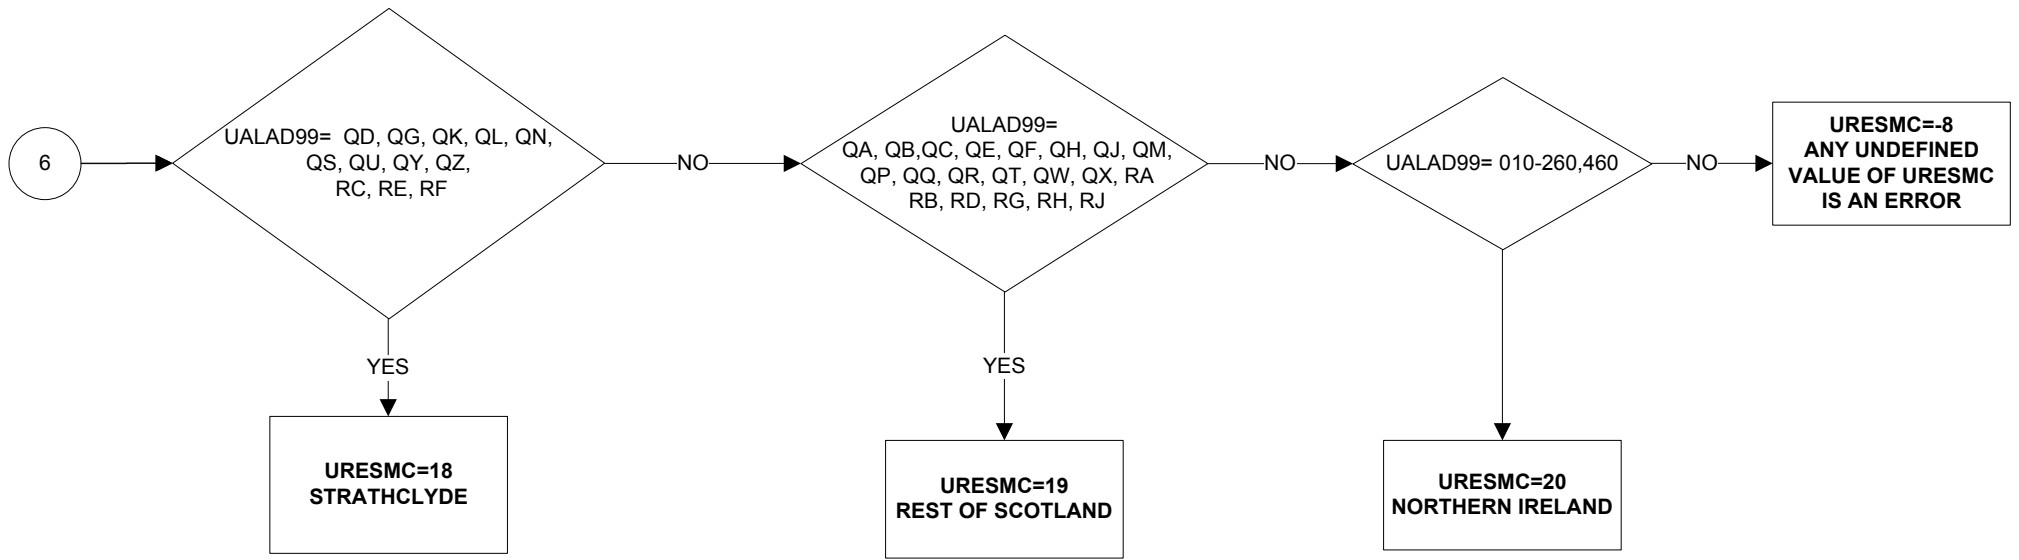 6
UALAD99=  QD, QG, QK, QL, QN,
QS, QU, QY, QZ,
RC, RE, RF
NO
UALAD99=
QA, QB,QC, QE, QF, QH, QJ, QM,
QP, QQ, QR, QT, QW, QX, RA
RB, RD, RG, RH, RJ
NO
UALAD99= 010-260,460
NO
URESMC=-8
ANY UNDEFINED
VALUE OF URESMC
IS AN ERROR
YES
YES
URESMC=18
STRATHCLYDE
URESMC=19
REST OF SCOTLAND
URESMC=20
NORTHERN IRELAND